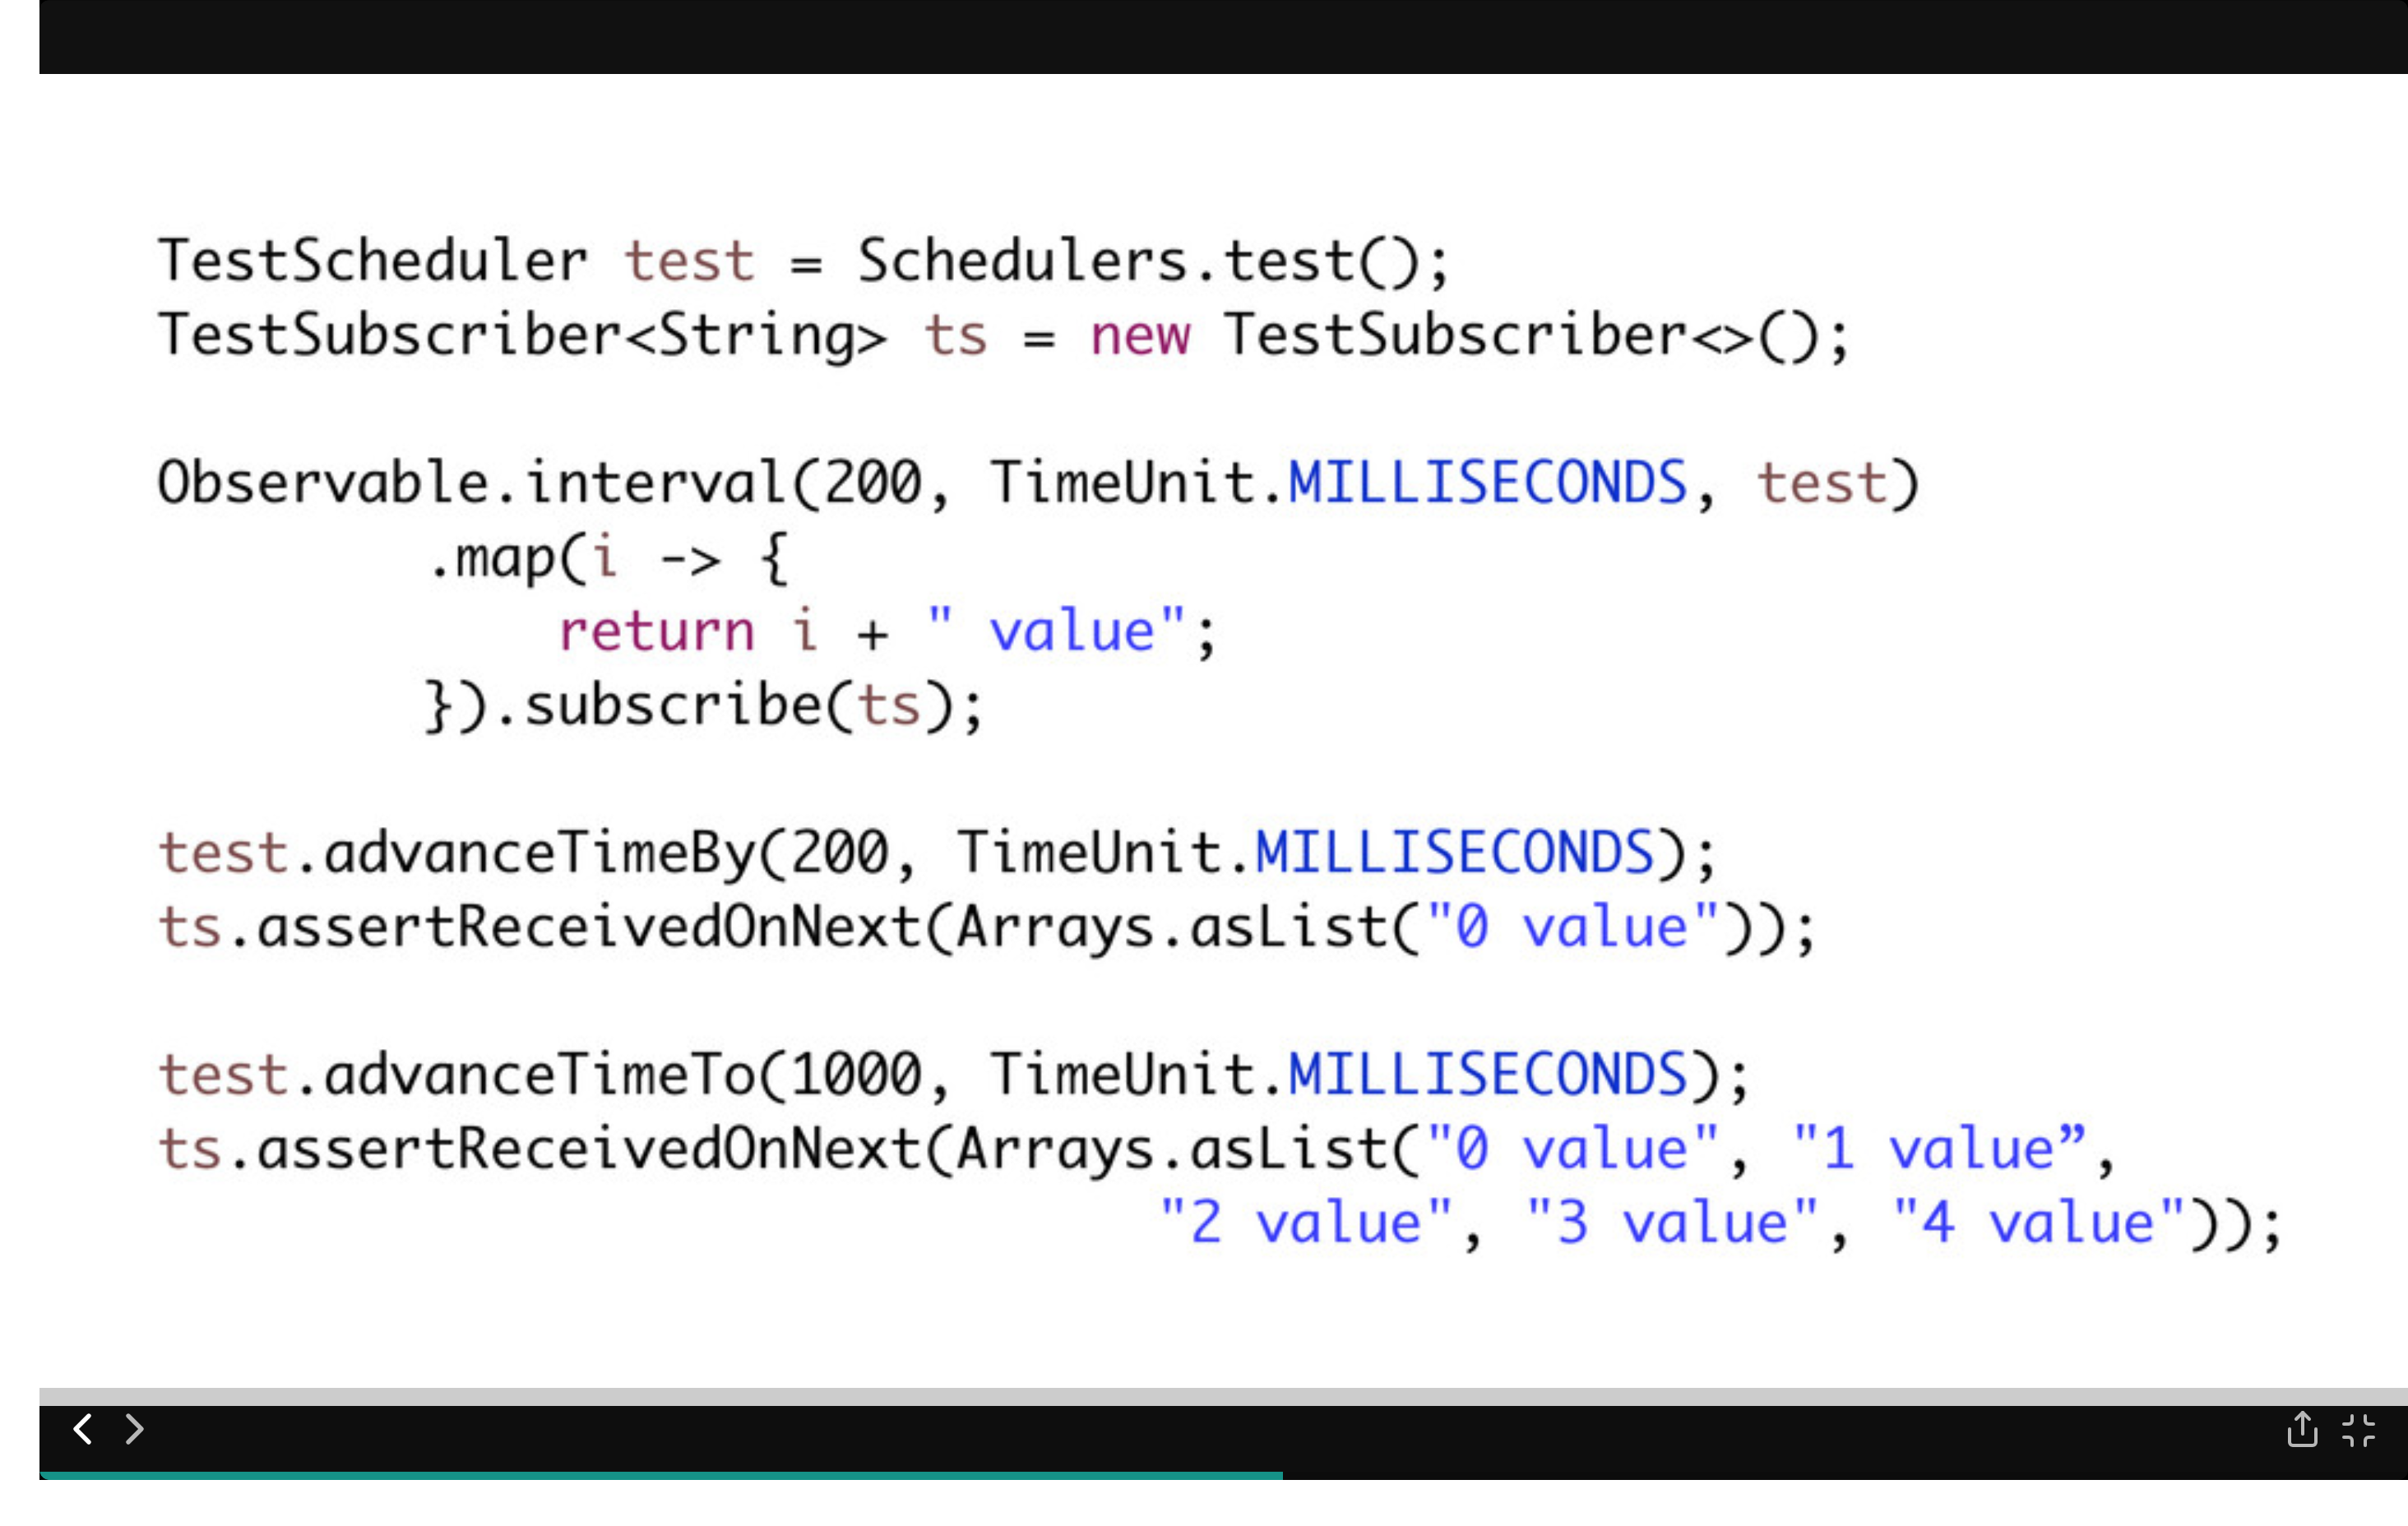 TestScheduler test = Schedulers.test();
TestSubscriber<String> ts = new TestSubscriber<>();
Observable.interval(200, TimeUnit.MILLISECONDS, test)
.map(i -> {
return i + " value";
}).subscribe(ts);
test.advanceTimeBy(200, TimeUnit.MILLISECONDS);
ts.assertReceivedOnNext(Arrays.asList("0 value"));
test.advanceTimeTo(1000, TimeUnit.MILLISECONDS);
ts.assertReceivedOnNext(Arrays.asList("0 value", "1 value”,
"2 value", "3 value", "4 value"));